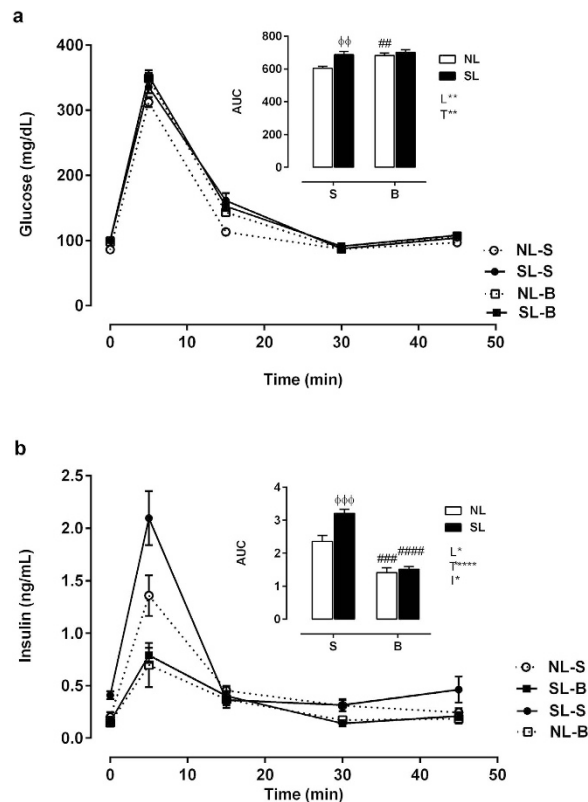 a
400
300
200
100
0
Glucose (mg/dL)
0 10 20 30 40 50
Time (min)
800
600
400
200
0
AUC
ϕϕ
##
S B
NL
SL
L**
T**
NL-S
SL-S
NL-B
SL-B
b
2.5
2.0
1.5
1.0
0.5
0.0
Insulin (ng/mL)
0 10 20 30 40 50
Time (min)
4
3
2
1
0
AUC
ϕϕϕ
###
####
S B
NL
SL
L*
T****
I*
NL-S
SL-B
SL-S
NL-B